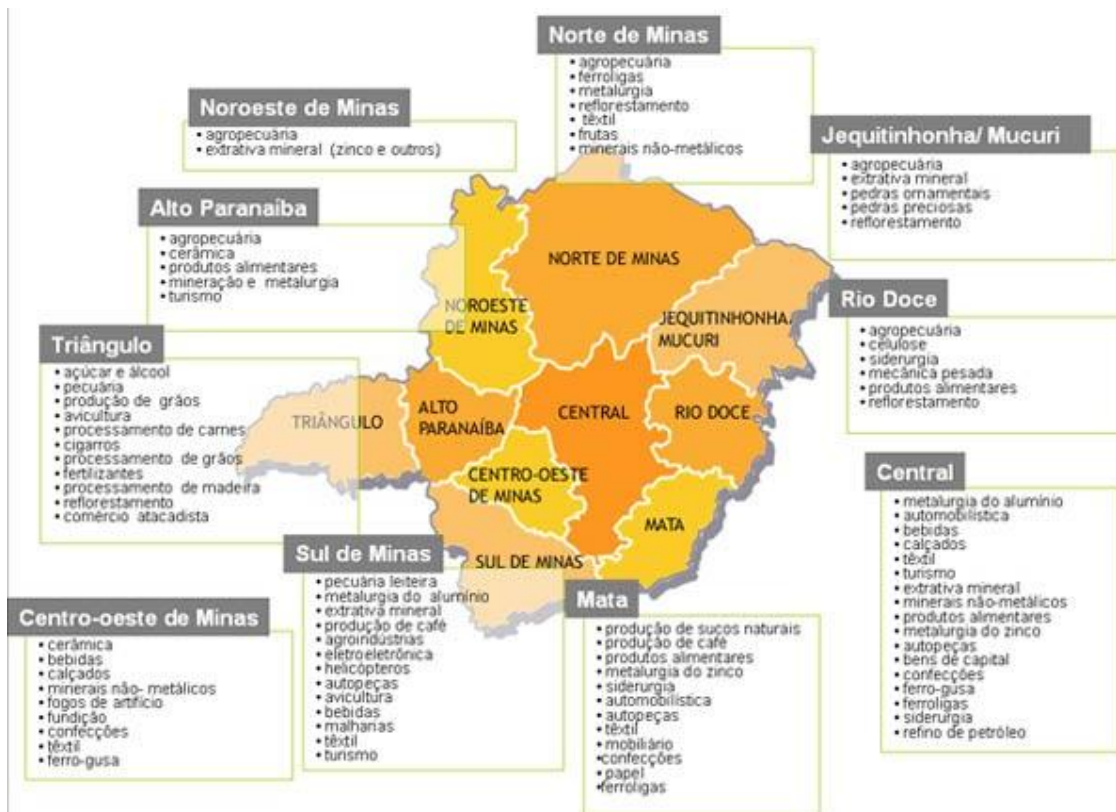 Norte de Minas
• agropecuária
• ferroligas
• metalurgia
• reflorestamento
• têxtil
• frutas
• minerais não-metálicos
Noroeste de Minas
• agropecuária
• extrativa mineral (zinco e outros)
Jequitinhonha/ Mucuri
• agropecuária
• extrativa mineral
• pedras ornamentais
• pedras preciosas
• reflorestamento
Alto Paranaíba
• agropecuária
• cerâmica
• produtos alimentares
• mineração e metalurgia
• turismo
Rio Doce
• agropecuária
• celulose
• siderurgia
• mecânica pesada
• produtos alimentares
• reflorestamento
Triângulo
• açúcar e álcool
• pecuária
• produção de grãos
• avicultura
• processamento de carnes
• cigarros
• processamento de grãos
• fertilizantes
• processamento de madeira
• reflorestamento
• comércio atacadista
NORTE DE MINAS
NOROESTE
DE MINAS
JEQUITINHONHA/
MUCURI
TRIÂNGULO
ALTO
PARANAÍBA
CENTRAL
RIO DOCE
CENTRO-OESTE
DE MINAS
MATA
SUL DE MINAS
Central
• metalurgia do alumínio
• automobilística
• bebidas
• calçados
• têxtil
• turismo
• extrativa mineral
• minerais não-metálicos
• produtos alimentares
• metalurgia do zinco
• autopeças
• bens de capital
• confecções
• ferro-gusa
• ferroligas
• siderurgia
• refino de petróleo
Sul de Minas
• pecuária leiteira
• metalurgia do alumínio
• extrativa mineral
• produção de café
• agroindústrias
• eletroeletrônica
• helicópteros
• autopeças
• avicultura
• bebidas
• malharias
• têxtil
• turismo
Mata
• produção de sucos naturais
• produção de café
• produtos alimentares
• metalurgia do zinco
• siderurgia
• automobilística
• autopeças
• têxtil
• mobiliário
• confecções
• papel
• ferroligas
Centro-oeste de Minas
• cerâmica
• bebidas
• calçados
• minerais não- metálicos
• fogos de artifício
• fundição
• confecções
• têxtil
• ferro-gusa